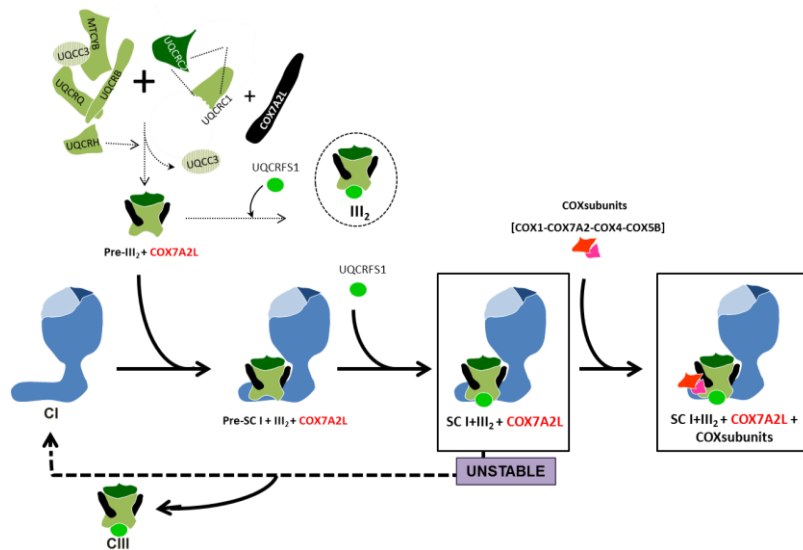 MTCYB
UQCC3
UQCRB
UQCRQ
+
UQCRC1
+
COX7A2L
UQCRH
UQCC3
UQCRFS1
III2
COXsubunits
[COX1-COX7A2-COX4-COX5B]
Pre-III2 + COX7A2L
UQCRFS1
CI
Pre-SC I + III2 + COX7A2L
SC I+III2 + COX7A2L
SC I+III2 + COX7A2L +
COXsubunits
UNSTABLE
CIII